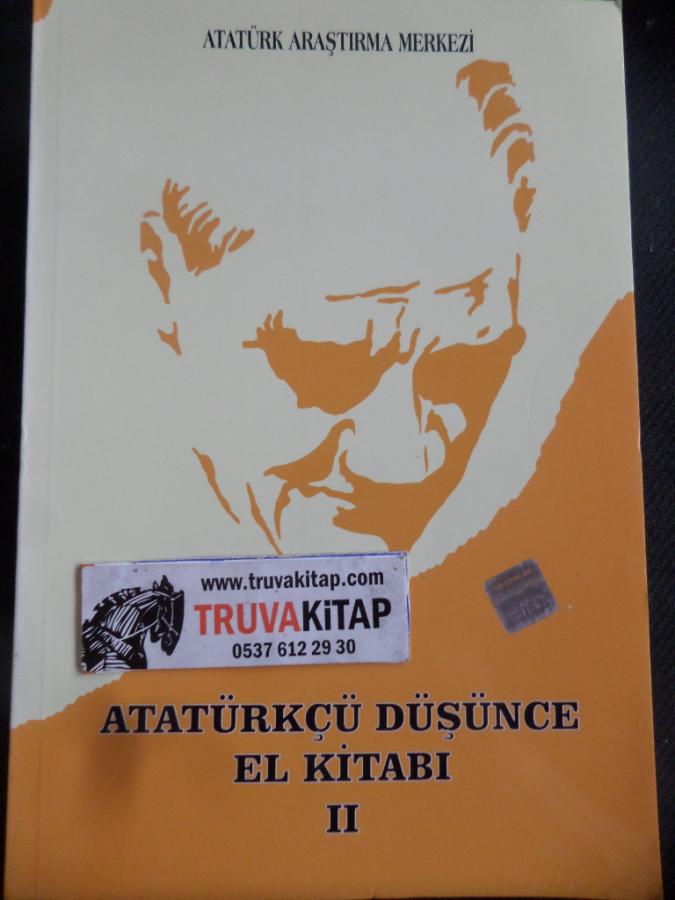 ATATÜRK ARAŞTIRMA MERKEZİ
www.truvakitap.com
TRUVAKiTAP
0537 612 29 30
ATATÜRKÇÜ DÜŞÜNCE
EL KİTABI
II